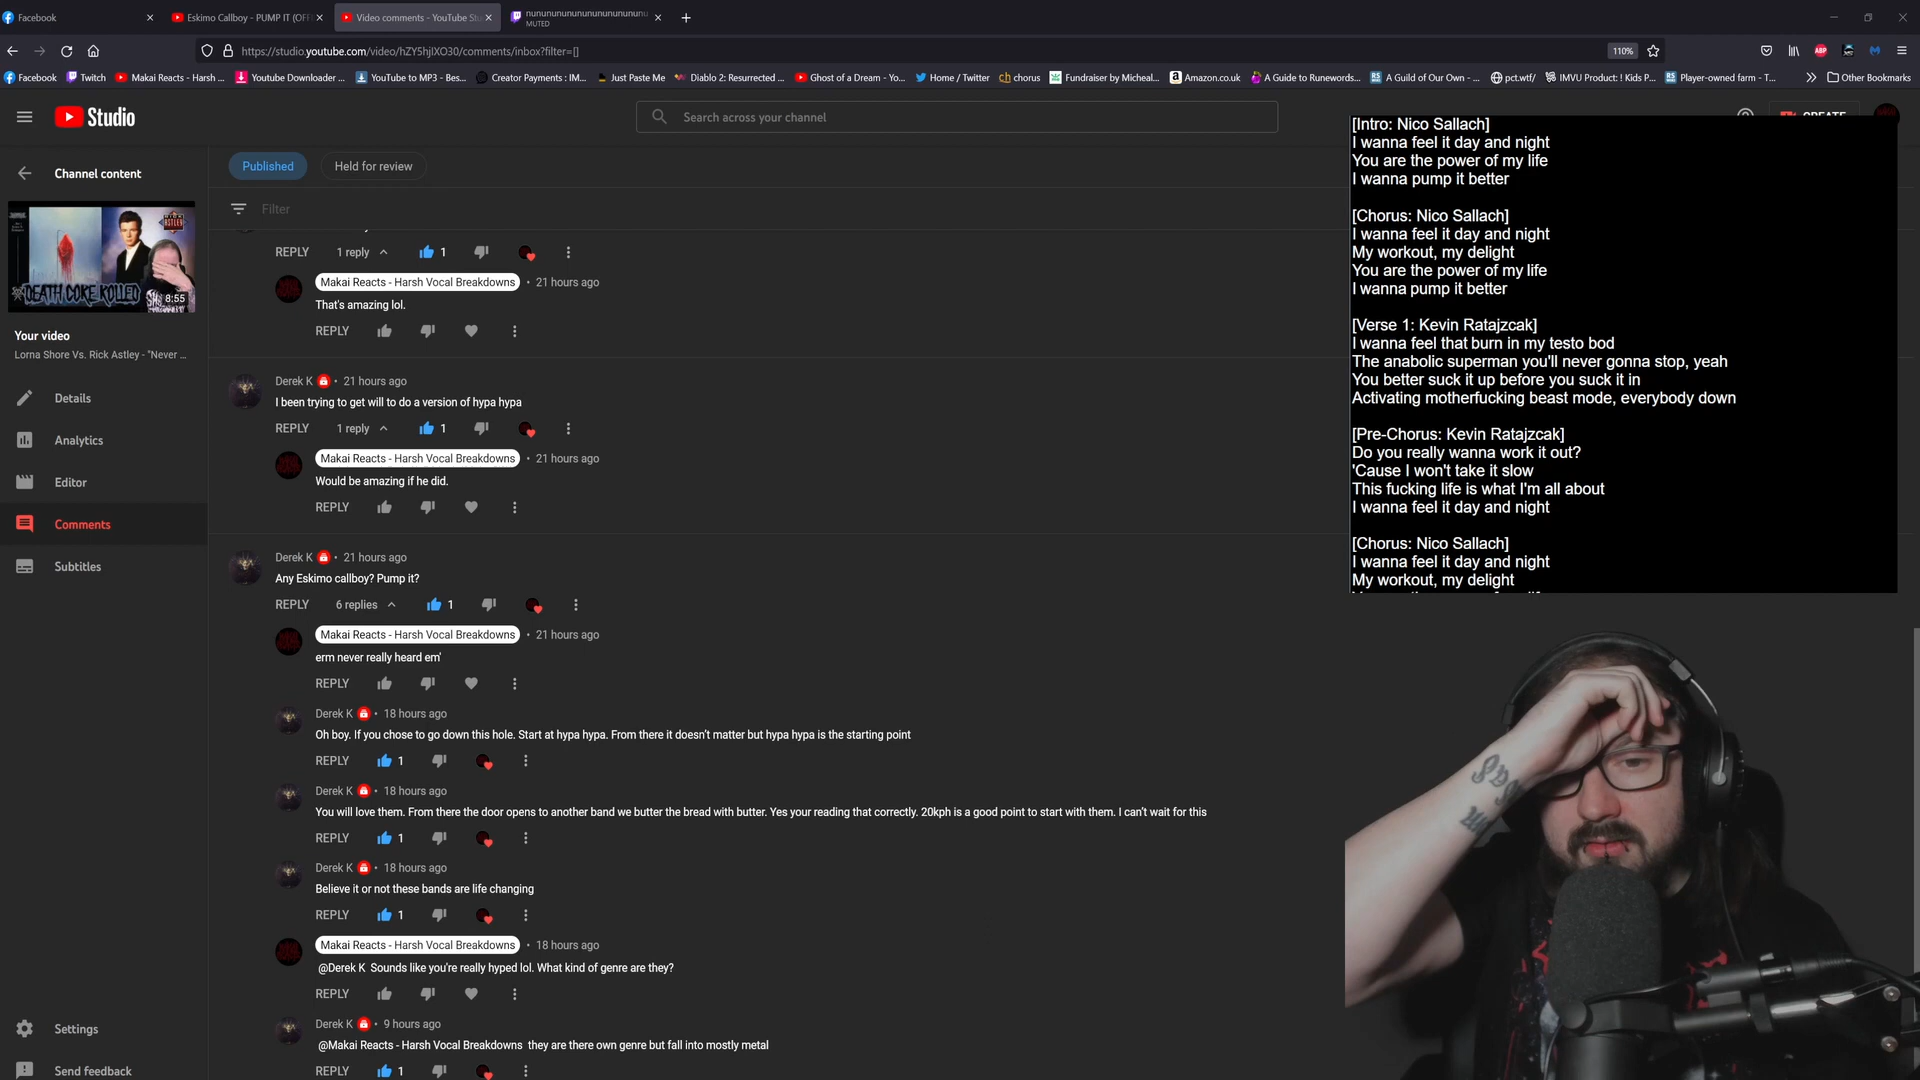 Facebook
Eskimo Callboy - PUMP IT (OFF
Video comments - YouTube Stu
MUTED
https://studio.youtube.com/video/hZY5hjIXO30/comments/inbox?filter=[]
110%
Facebook
Twitch
Makai Reacts - Harsh ...
Youtube Downloader ...
YouTube to MP3 - Bes...
Creator Payments : IM...
Just Paste Me
Diablo 2: Resurrected ...
Ghost of a Dream - Yo...
Home / Twitter
chorus
Fundraiser by Micheal...
Amazon.co.uk
A Guide to Runewords...
A Guild of Our Own - ...
pct.wtf/
IMVU Product: ! Kids P...
Player-owned farm - T...
Other Bookmarks
Studio
Search across your channel
CREATE
Channel content
DEATH CORE ROLLED
8:55
Your video
Lorna Shore Vs. Rick Astley - "Never ...
Details
Analytics
Editor
Comments
Subtitles
Settings
Send feedback
Published
Held for review
Filter
REPLY 1 reply 1
Makai Reacts - Harsh Vocal Breakdowns • 21 hours ago
That's amazing lol.
REPLY
Derek K • 21 hours ago
I been trying to get will to do a version of hypa hypa
REPLY 1 reply 1
Makai Reacts - Harsh Vocal Breakdowns • 21 hours ago
Would be amazing if he did.
REPLY
Derek K • 21 hours ago
Any Eskimo callboy? Pump it?
REPLY 6 replies 1
Makai Reacts - Harsh Vocal Breakdowns • 21 hours ago
erm never really heard em'
REPLY
Derek K • 18 hours ago
Oh boy. If you chose to go down this hole. Start at hypa hypa. From there it doesn't matter but hypa hypa is the starting point
REPLY 1
Derek K • 18 hours ago
You will love them. From there the door opens to another band we butter the bread with butter. Yes your reading that correctly. 20kph is a good point to start with them. I can't wait for this
REPLY 1
Derek K • 18 hours ago
Believe it or not these bands are life changing
REPLY 1
Makai Reacts - Harsh Vocal Breakdowns • 18 hours ago
@Derek K Sounds like you're really hyped lol. What kind of genre are they?
REPLY
Derek K • 9 hours ago
@Makai Reacts - Harsh Vocal Breakdowns they are there own genre but fall into mostly metal
REPLY 1
[Intro: Nico Sallach]
I wanna feel it day and night
You are the power of my life
I wanna pump it better
[Chorus: Nico Sallach]
I wanna feel it day and night
My workout, my delight
You are the power of my life
I wanna pump it better
[Verse 1: Kevin Ratajzcak]
I wanna feel that burn in my testo bod
The anabolic superman you'll never gonna stop, yeah
You better suck it up before you suck it in
Activating motherfucking beast mode, everybody down
[Pre-Chorus: Kevin Ratajzcak]
Do you really wanna work it out?
'Cause I won't take it slow
This fucking life is what I'm all about
I wanna feel it day and night
[Chorus: Nico Sallach]
I wanna feel it day and night
My workout, my delight